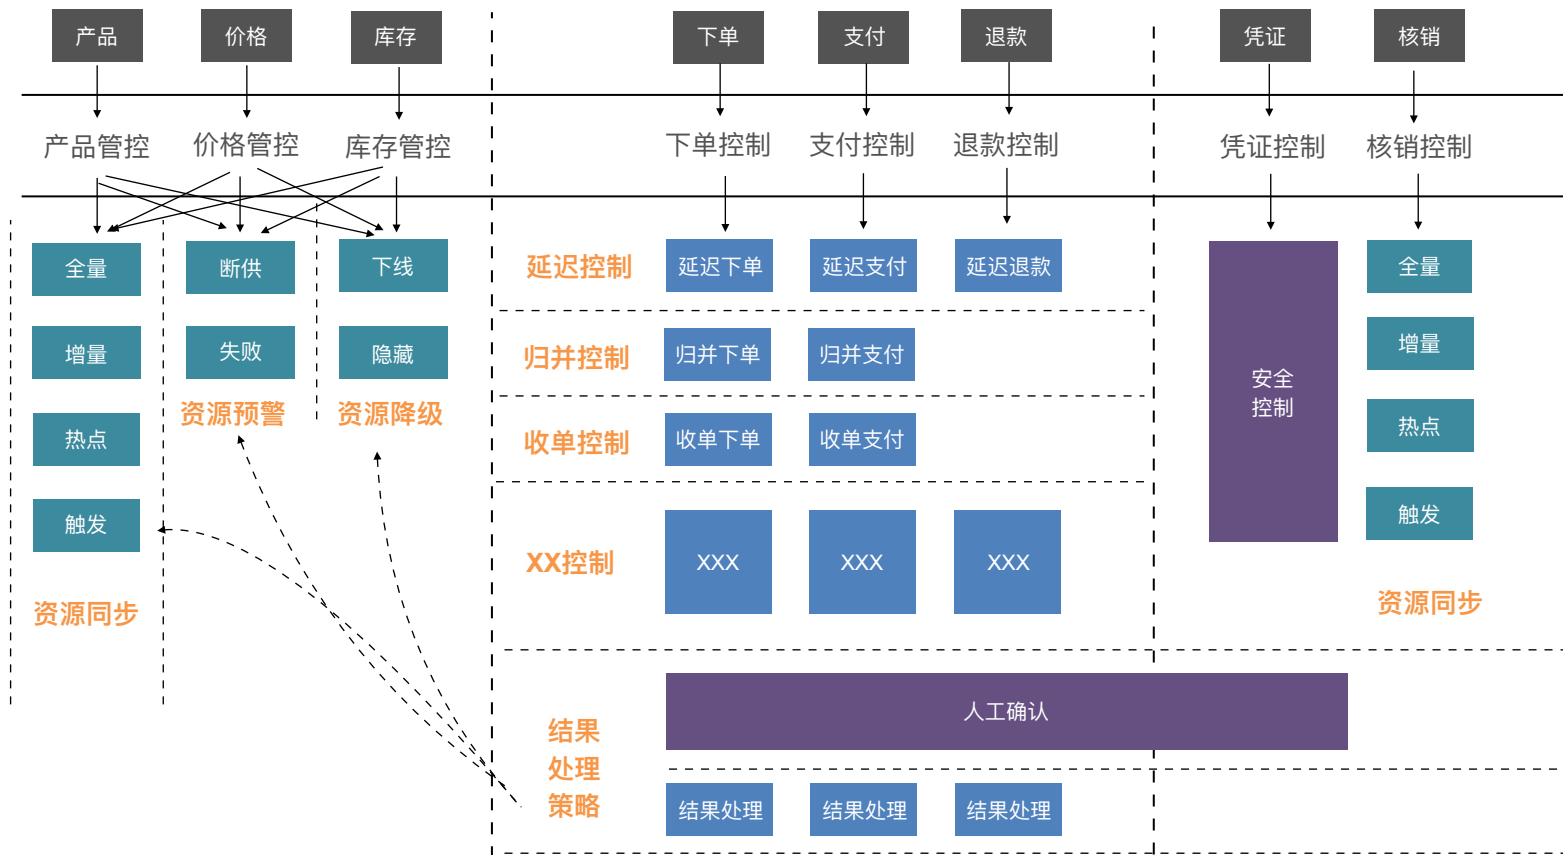 产品
价格
库存
下单
支付
退款
凭证
核销
产品管控
价格管控
库存管控
下单控制
支付控制
退款控制
凭证控制
核销控制
全量
断供
下线
增量
失败
隐藏
资源预警
资源降级
热点
触发
资源同步
延迟控制
延迟下单
延迟支付
延迟退款
归并控制
归并下单
归并支付
收单控制
收单下单
收单支付
XX控制
XXX
XXX
XXX
安全
控制
全量
增量
热点
触发
资源同步
结果
处理
策略
人工确认
结果处理
结果处理
结果处理